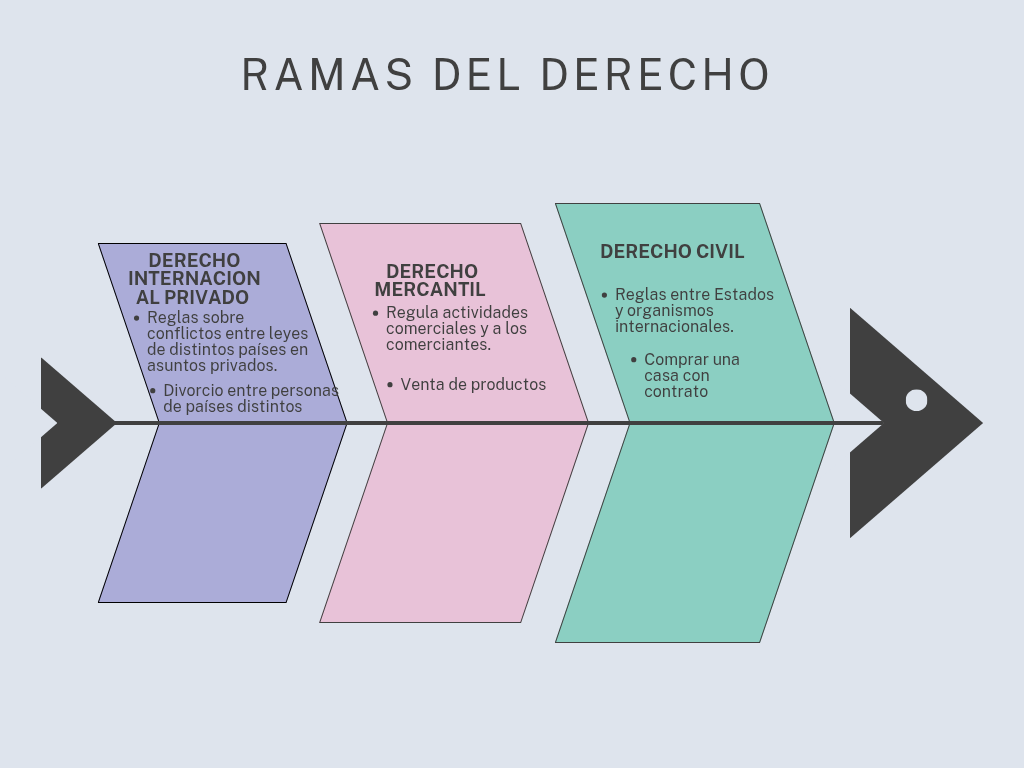 RAMAS DEL DERECHO
DERECHO
INTERNACION
AL PRIVADO
• Reglas sobre
conflictos entre leyes
de distintos países en
asuntos privados.
• Divorcio entre personas
de países distintos
DERECHO
MERCANTIL
• Regula actividades
comerciales y a los
comerciantes.
• Venta de productos
DERECHO CIVIL
• Reglas entre Estados
y organismos
internacionales.
• Comprar una
casa con
contrato